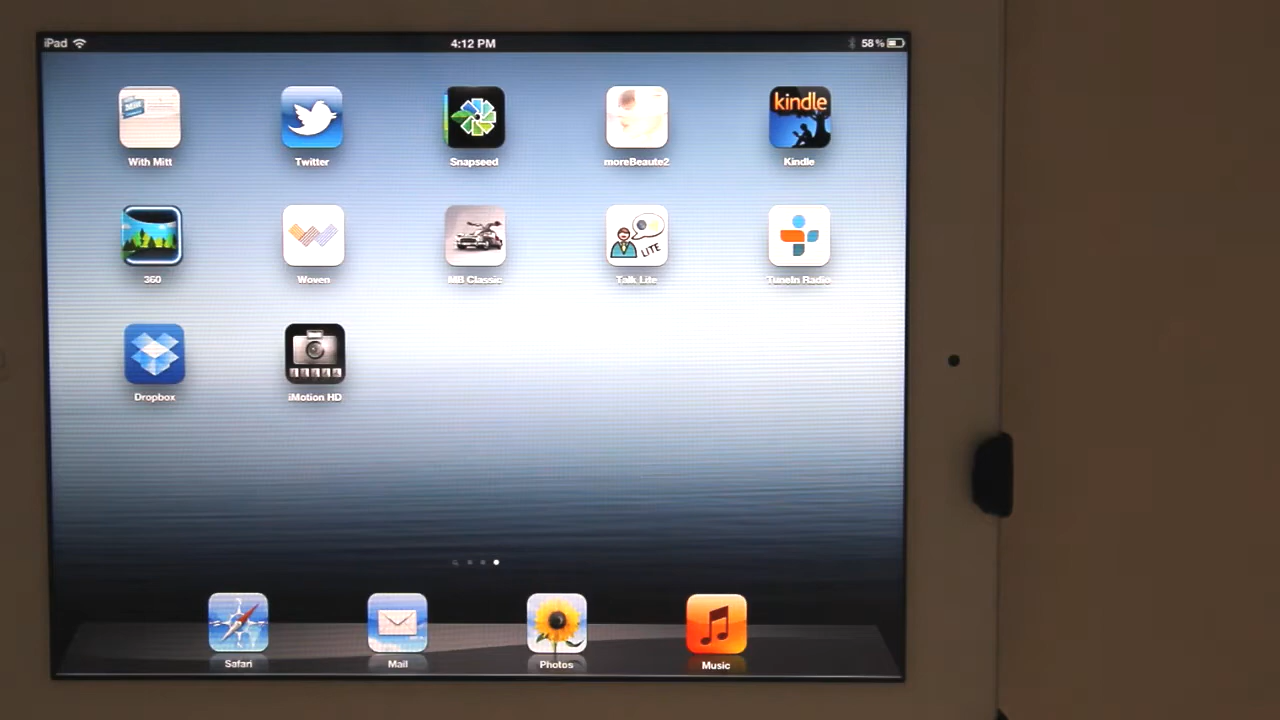 iPad 4:12 PM 58%
With Mitt Twitter Snapseed moreBeaute2 kindle Kindle
360 Woven MB Classic LITE Talk Lite TuneIn Radio
Dropbox iMotion HD
Safari Mail Photos Music